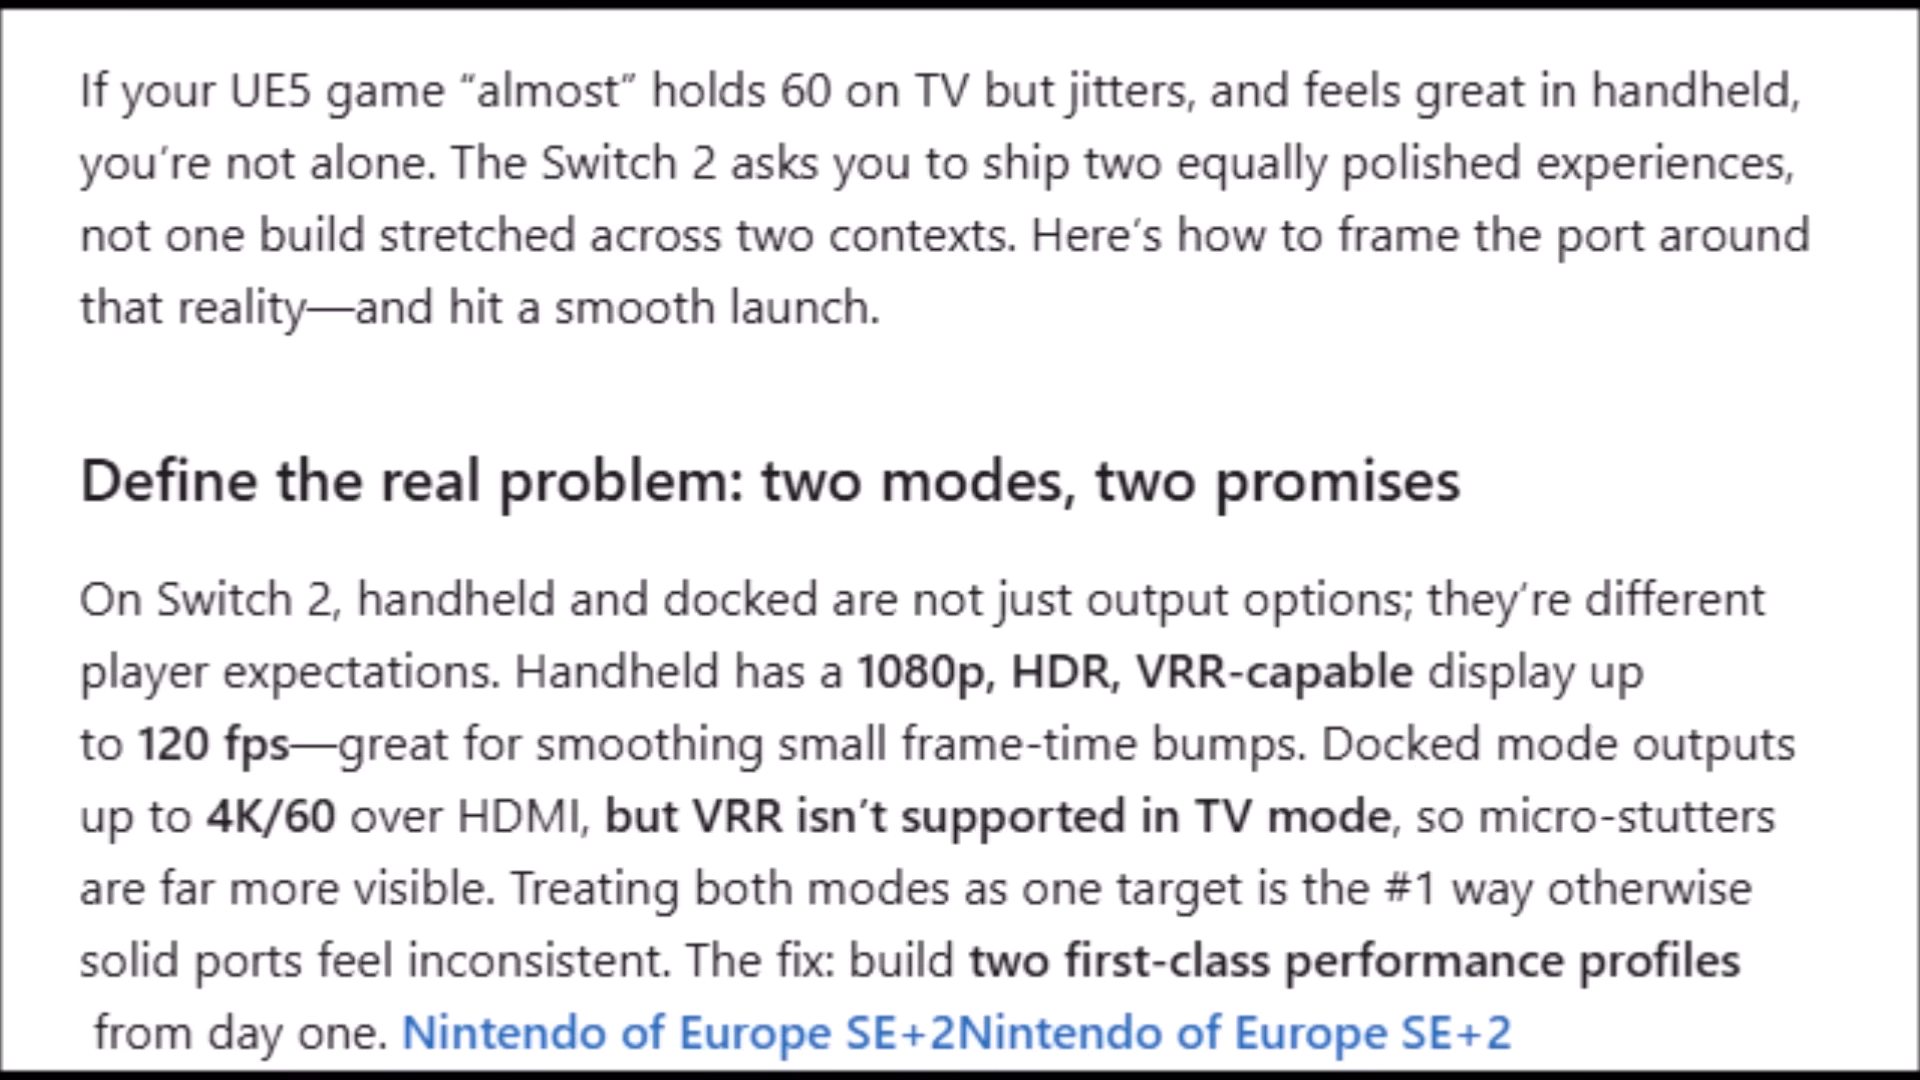 If your UE5 game “almost” holds 60 on TV but jitters, and feels great in handheld,
you’re not alone. The Switch 2 asks you to ship two equally polished experiences,
not one build stretched across two contexts. Here’s how to frame the port around
that reality—and hit a smooth launch.
Define the real problem: two modes, two promises
On Switch 2, handheld and docked are not just output options; they’re different
player expectations. Handheld has a 1080p, HDR, VRR-capable display up
to 120 fps—great for smoothing small frame-time bumps. Docked mode outputs
up to 4K/60 over HDMI, but VRR isn’t supported in TV mode, so micro-stutters
are far more visible. Treating both modes as one target is the #1 way otherwise
solid ports feel inconsistent. The fix: build two first-class performance profiles
from day one. Nintendo of Europe SE+2Nintendo of Europe SE+2